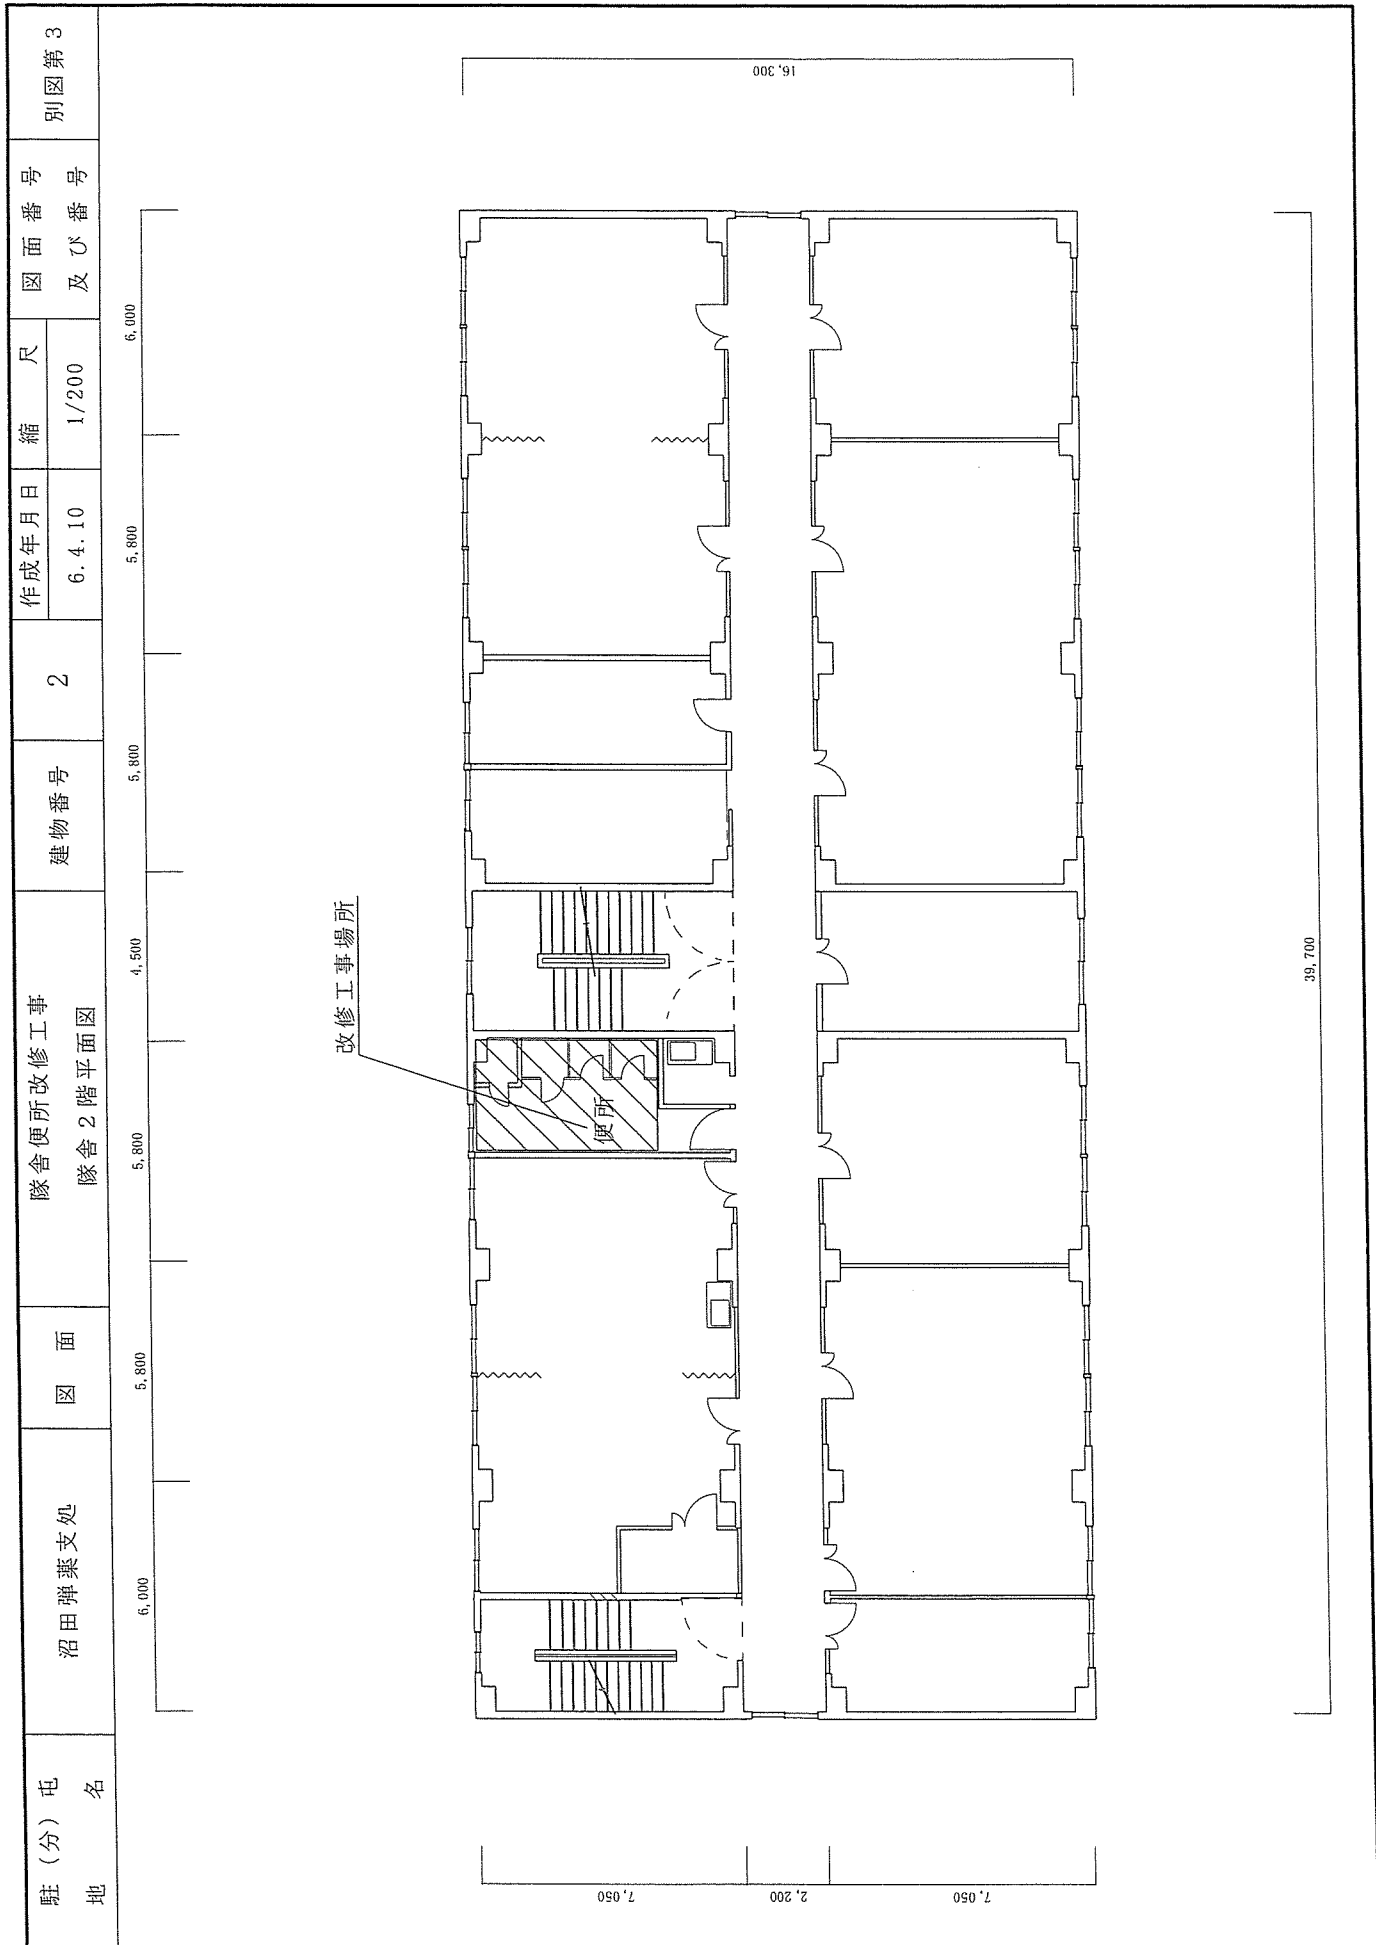 駐（分）屯
地　　　名
沼田弾薬支処
図　面
隊舎便所改修工事
隊舎2階平面図
建物番号
2
作成年月日
6.4.10
縮　尺
1/200
図面番号
及び番号
別図第3
6,000
5,800
5,800
4,500
5,800
5,800
6,000
改修工事場所
便所
39,700
16,300
7,050
2,200
7,050